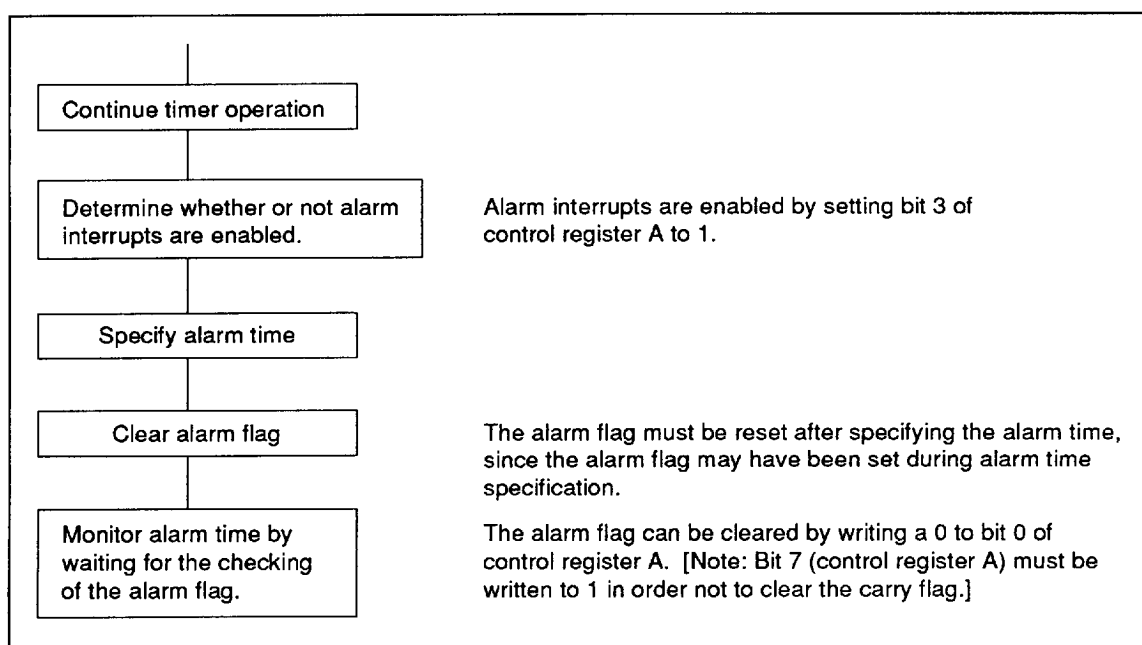 Continue timer operation
Determine whether or not alarm
interrupts are enabled.
Alarm interrupts are enabled by setting bit 3 of
control register A to 1.
Specify alarm time
Clear alarm flag
The alarm flag must be reset after specifying the alarm time,
since the alarm flag may have been set during alarm time
specification.
Monitor alarm time by
waiting for the checking
of the alarm flag.
The alarm flag can be cleared by writing a 0 to bit 0 of
control register A. [Note: Bit 7 (control register A) must be
written to 1 in order not to clear the carry flag.]